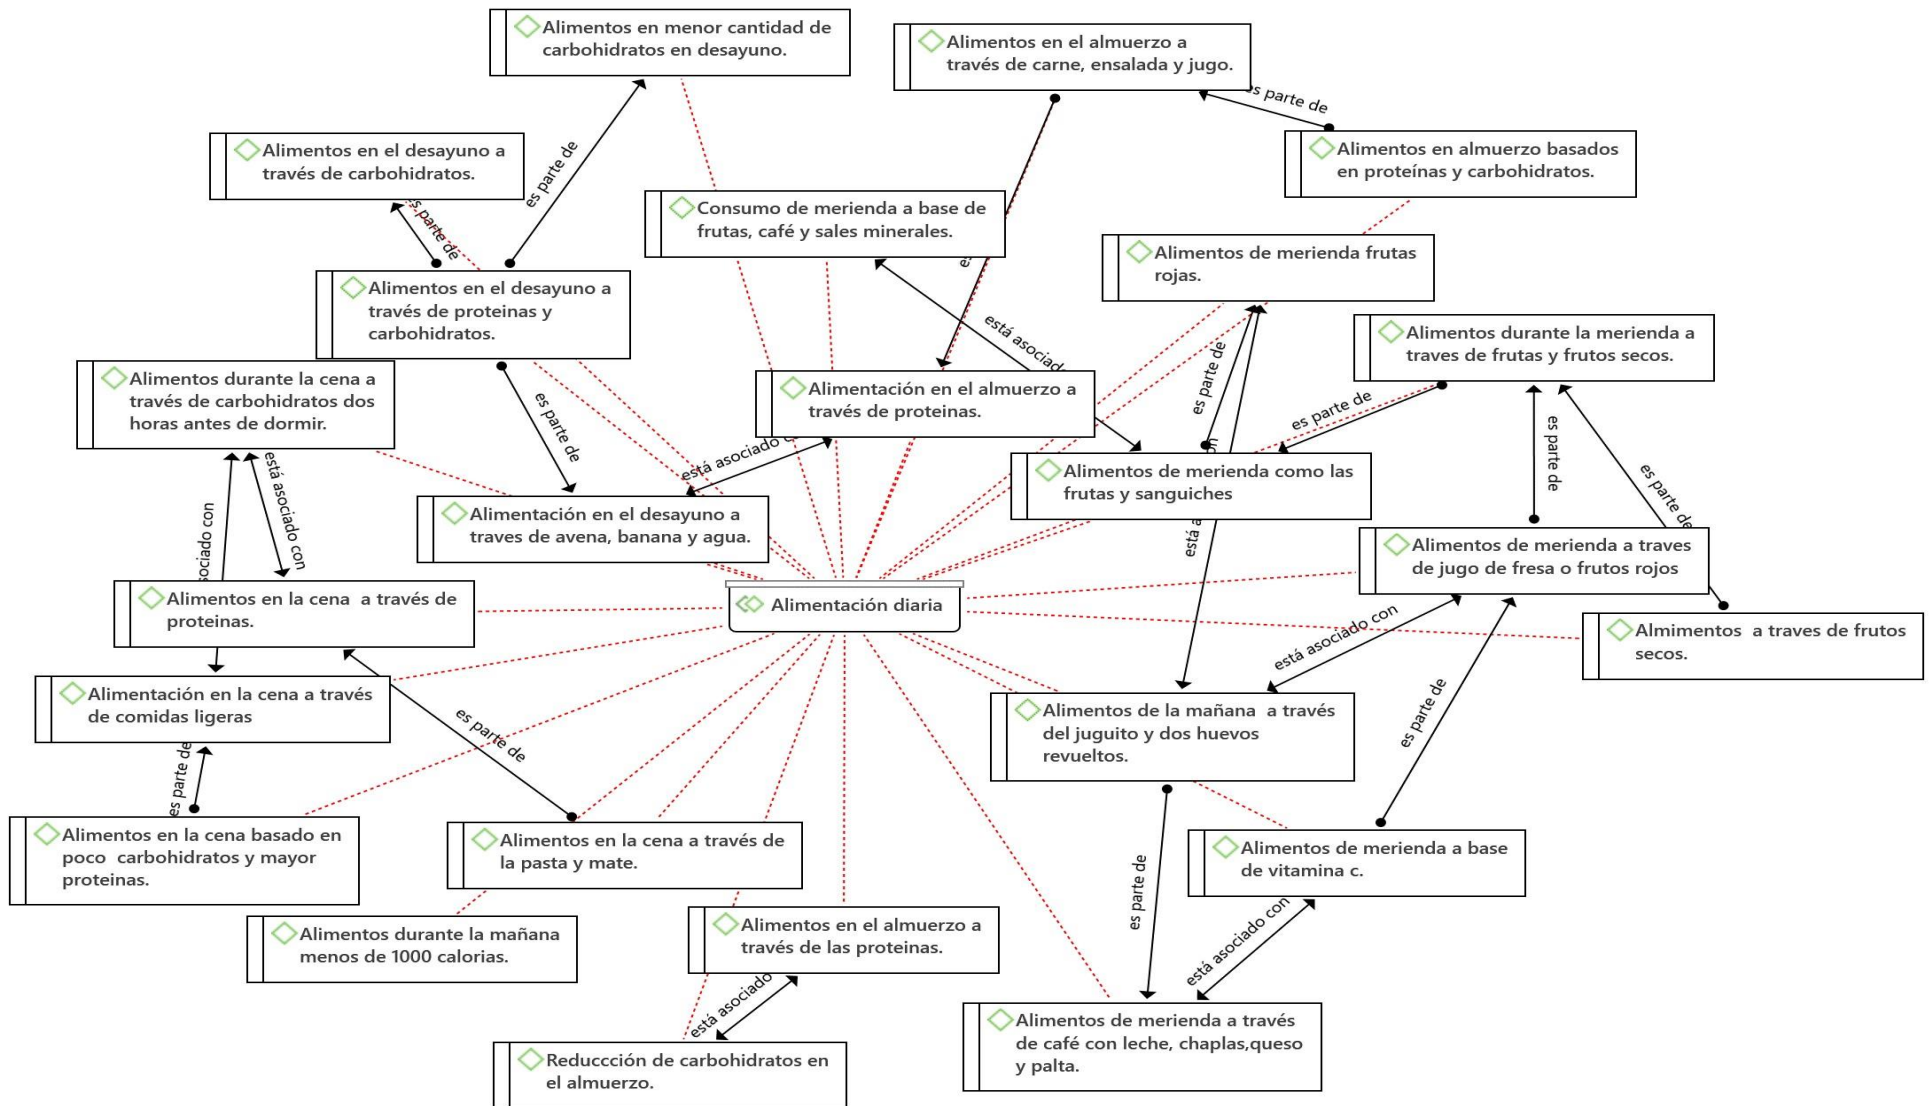 Alimentos en menor cantidad de
carbohidratos en desayuno.
Alimentos en el almuerzo a
través de carne, ensalada y jugo.
es parte de
Alimentos en el desayuno a
través de carbohidratos.
es parte de
Alimentos en almuerzo basados
en proteínas y carbohidratos.
es parte de
Consumo de merienda a base de
frutas, café y sales minerales.
Alimentos de merienda frutas
rojas.
Alimentos en el desayuno a
través de proteinas y
carbohidratos.
está asociado
Alimentos durante la merienda a
traves de frutas y frutos secos.
es parte de
Alimentos durante la cena a
través de carbohidratos dos
horas antes de dormir.
es parte de
Alimentación en el almuerzo a
través de proteinas.
es parte de
es parte de
está asociado
Alimentos de merienda como las
frutas y sanguiches
es parte de
está asociado con
Alimentación en el desayuno a
traves de avena, banana y agua.
Alimentos de merienda a traves
de jugo de fresa o frutos rojos
Alimentos en la cena  a través de
proteinas.
Alimentación diaria
está asociado con
Almimentos  a traves de frutos
secos.
Alimentación en la cena a través
de comidas ligeras
es parte de
es parte de
Alimentos de la mañana  a través
del juguito y dos huevos
revueltos.
es parte de
Alimentos en la cena basado en
poco  carbohidratos y mayor
proteinas.
Alimentos en la cena a través de
la pasta y mate.
es parte de
Alimentos de merienda a base
de vitamina c.
Alimentos durante la mañana
menos de 1000 calorias.
Alimentos en el almuerzo a
través de las proteinas.
está asociado con
está asociado
Alimentos de merienda a través
de café con leche, chaplas,queso
y palta.
Reduccción de carbohidratos en
el almuerzo.